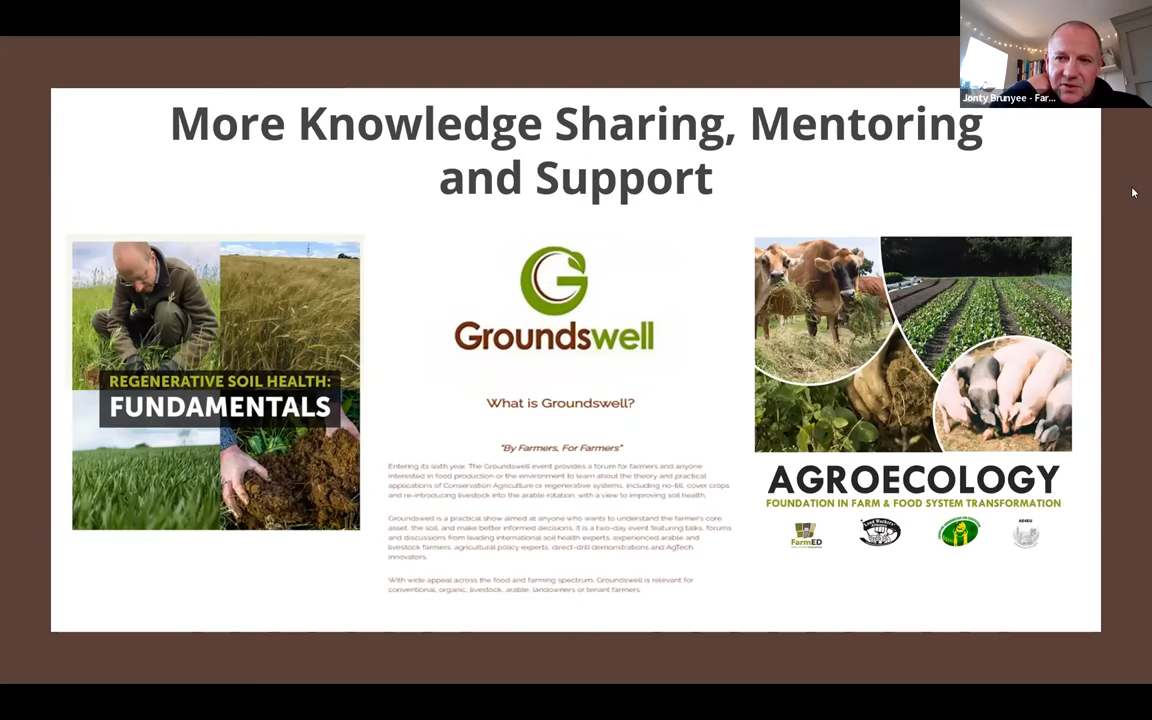 Jonty Brunyee - Far...
More Knowledge Sharing, Mentoring
and Support
REGENERATIVE SOIL HEALTH:
FUNDAMENTALS
Groundswell
What is Groundswell?
"By Farmers, For Farmers"
Entering its sixth year. The Groundswell event provides a forum for farmers and anyone
interested in food production or the environment to learn about the theory and practical
applications of Conservation Agriculture or regenerative systems, including no-till, cover crops
and re-introducing livestock into the arable rotation, with a view to improving soil health.
Groundswell is a practical show aimed at anyone who wants to understand the farmer's core
asset, the soil, and make better informed decisions. It is a two-day event featuring talks, forums
and discussions from leading international soil health experts, experienced arable and
livestock farmers, agricultural policy experts, direct-drill demonstrations and AgTech
innovators.
With wide appeal across the food and farming spectrum, Groundswell is relevant for
conventional, organic, livestock, arable, landowners or tenant farmers.
AGROECOLOGY
FOUNDATION IN FARM & FOOD SYSTEM TRANSFORMATION
FarmED